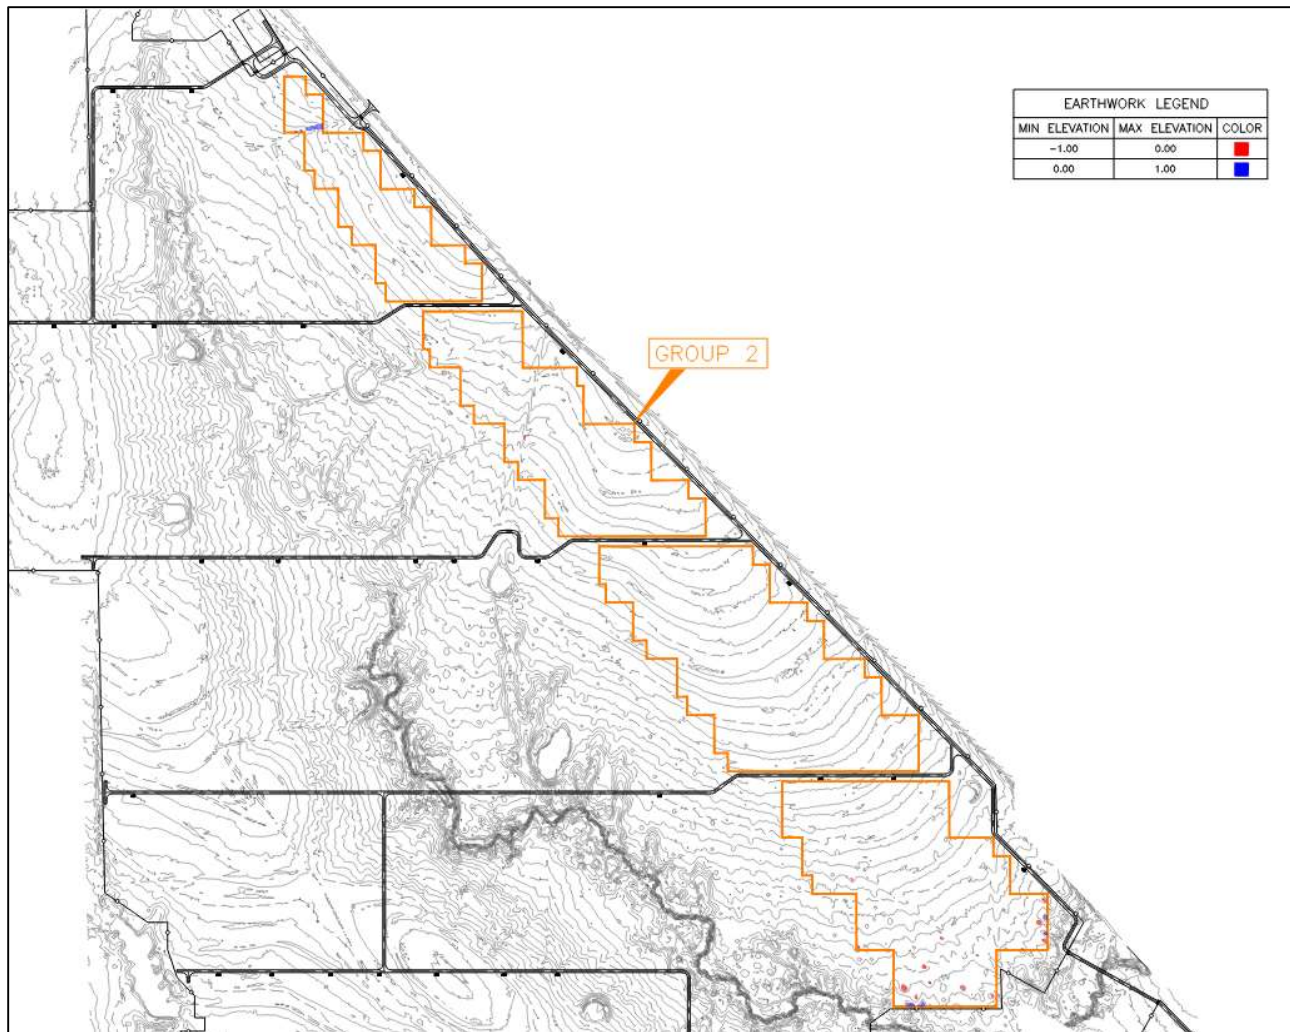 EARTHWORK LEGEND
MIN ELEVATION MAX ELEVATION COLOR
-1.00 0.00
0.00 1.00
GROUP 2